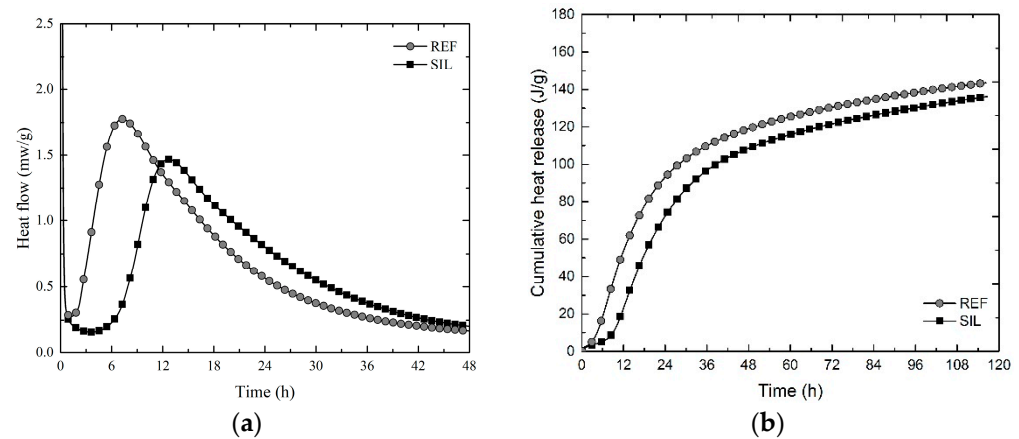 2.5
2.0
1.5
1.0
0.5
0.0
Heat flow (mw/g)
REF
SIL
0 6 12 18 24 30 36 42 48
Time (h)
(a)
180
160
140
120
100
80
60
40
20
0
Cumulative heat release (J/g)
REF
SIL
0 12 24 36 48 60 72 84 96 108 120
Time (h)
(b)